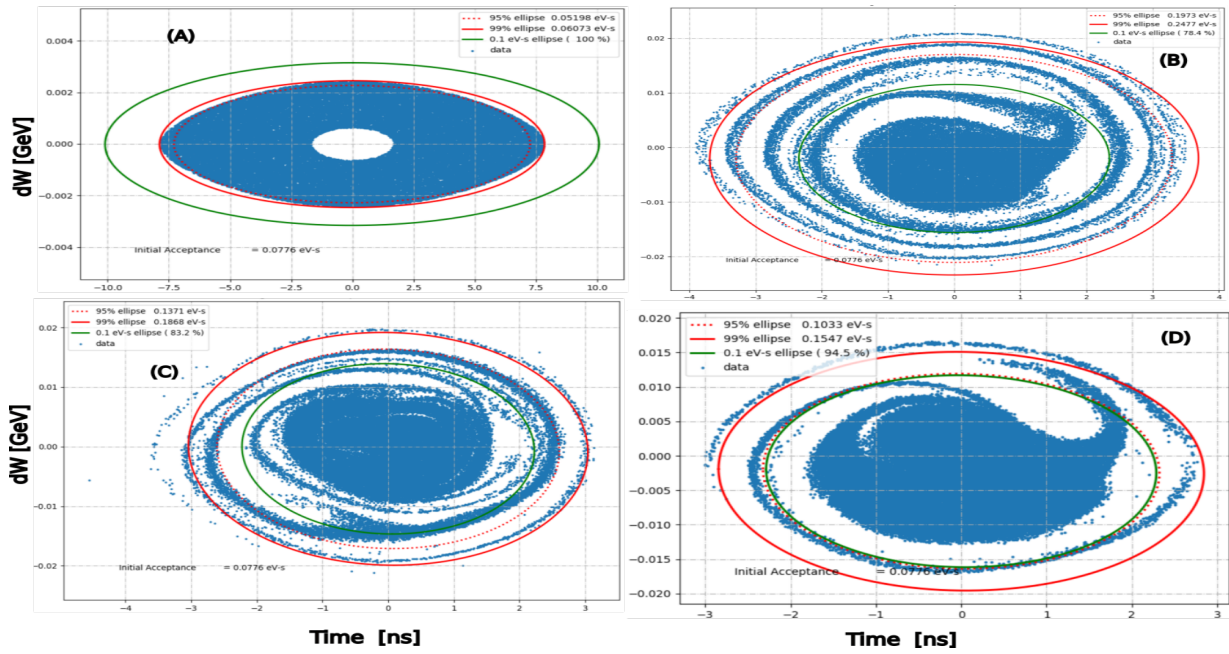 (A)
95% ellipse 0.05198 eV-s
99% ellipse 0.06073 eV-s
0.1 eV-s ellipse ( 100 %)
data
0.004
0.002
0.000
−0.002
−0.004
dW [GeV]
Initial Acceptance = 0.0776 eV-s
−10.0 −7.5 −5.0 −2.5 0.0 2.5 5.0 7.5 10.0
95% ellipse 0.1973 eV-s
99% ellipse 0.2477 eV-s
0.1 eV-s ellipse ( 78.4 %)
data
(B)
0.02
0.01
0.00
−0.01
−0.02
Initial Acceptance = 0.0776 eV-s
−4 −3 −2 −1 0 1 2 3 4
95% ellipse 0.1371 eV-s
99% ellipse 0.1868 eV-s
0.1 eV-s ellipse ( 83.2 %)
data
(C)
0.02
0.01
0.00
−0.01
−0.02
dW [GeV]
Initial Acceptance = 0.0776 eV-s
−4 −3 −2 −1 0 1 2 3
Time [ns]
95% ellipse 0.1033 eV-s
99% ellipse 0.1547 eV-s
0.1 eV-s ellipse ( 94.5 %)
data
(D)
0.020
0.015
0.010
0.005
0.000
−0.005
−0.010
−0.015
−0.020
Initial Acceptance = 0.0776 eV-s
−3 −2 −1 0 1 2 3
Time [ns]